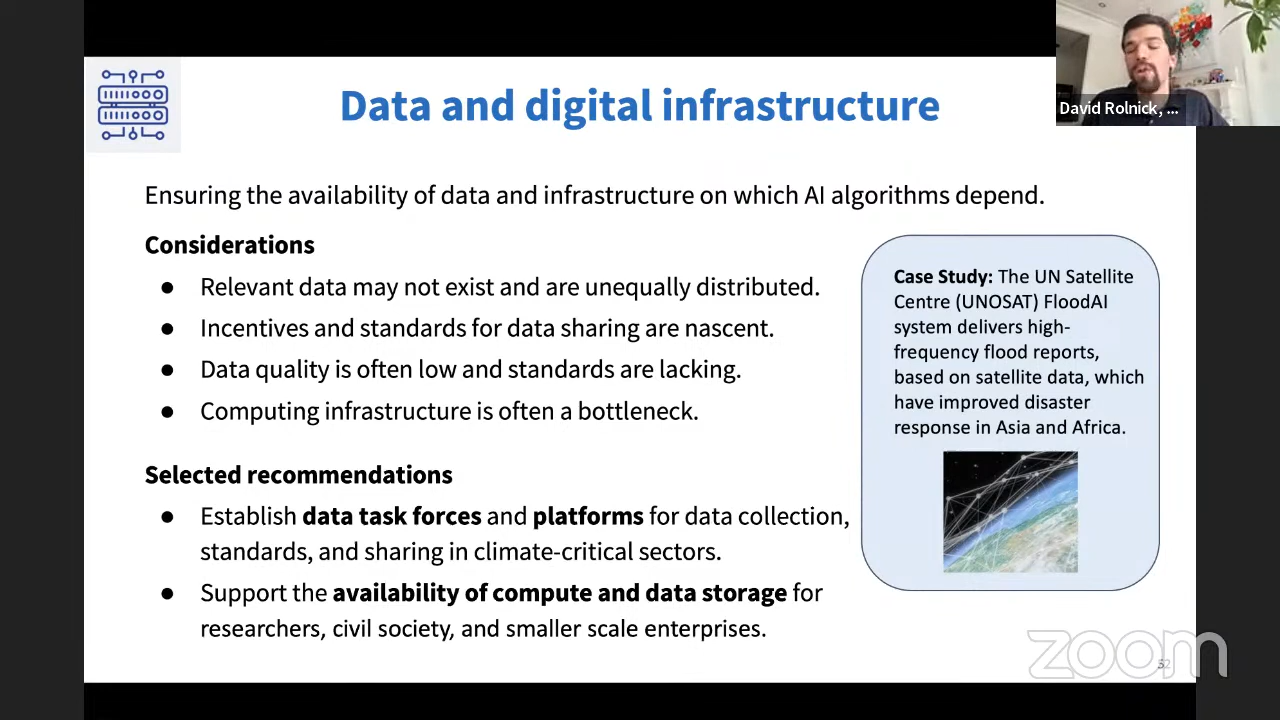 Data and digital infrastructure
David Rolnick, ...
Ensuring the availability of data and infrastructure on which AI algorithms depend.
Considerations
● Relevant data may not exist and are unequally distributed.
● Incentives and standards for data sharing are nascent.
● Data quality is often low and standards are lacking.
● Computing infrastructure is often a bottleneck.
Selected recommendations
● Establish data task forces and platforms for data collection,
standards, and sharing in climate-critical sectors.
● Support the availability of compute and data storage for
researchers, civil society, and smaller scale enterprises.
Case Study: The UN Satellite
Centre (UNOSAT) FloodAI
system delivers high-
frequency flood reports,
based on satellite data, which
have improved disaster
response in Asia and Africa.
zoom
32